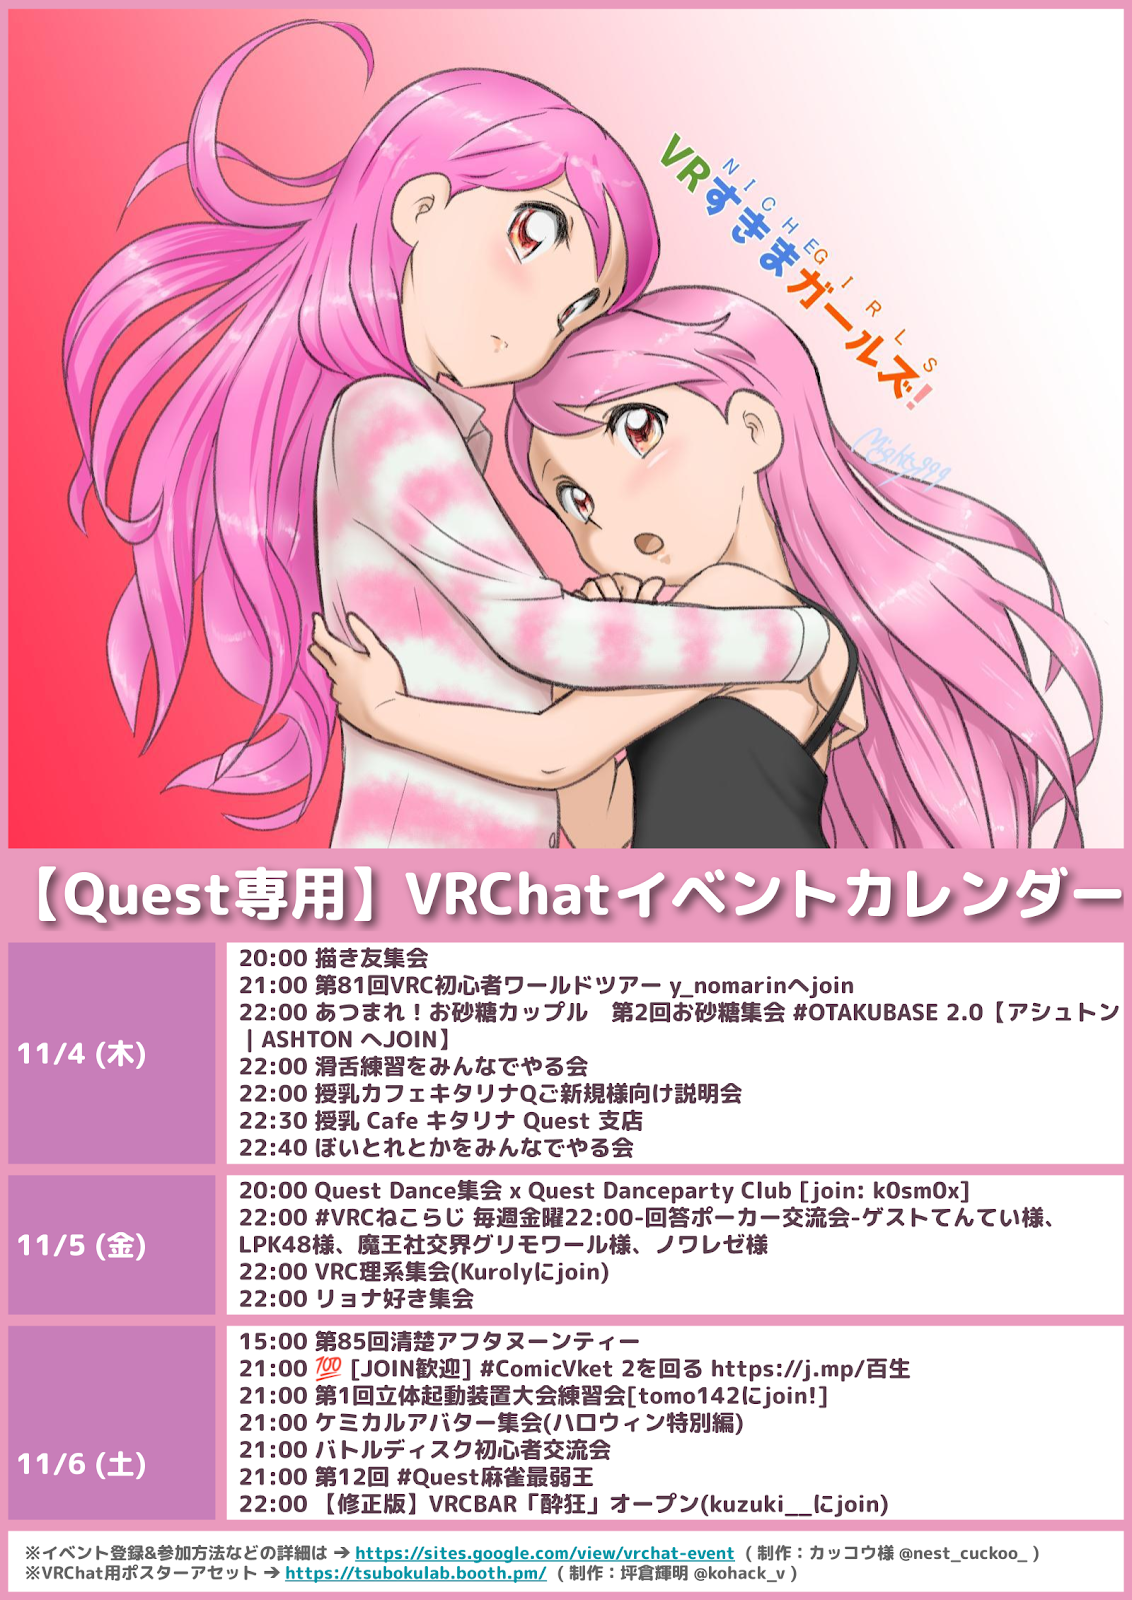 NICHE GIRLS
VRすきまガールズ!
Mighty999
【Quest専用】VRChatイベントカレンダー
11/4 (木)
20:00 描き友集会
21:00 第81回VRC初心者ワールドツアー y_nomarinへjoin
22:00 あつまれ！お砂糖カップル　第2回お砂糖集会 #OTAKUBASE 2.0【アシュトン
| ASHTON へJOIN】
22:00 滑舌練習をみんなでやる会
22:00 授乳カフェキタリナQご新規様向け説明会
22:30 授乳 Cafe キタリナ Quest 支店
22:40 ぼいとれとかをみんなでやる会
11/5 (金)
20:00 Quest Dance集会 x Quest Danceparty Club [join: k0sm0x]
22:00 #VRCねこらじ 毎週金曜22:00-回答ポーカー交流会-ゲストてんてい様、
LPK48様、魔王社交界グリモワール様、ノワレゼ様
22:00 VRC理系集会(Kurolyにjoin)
22:00 リョナ好き集会
11/6 (土)
15:00 第85回清楚アフタヌーンティー
21:00 💯 [JOIN歓迎] #ComicVket 2を回る https://j.mp/百生
21:00 第1回立体起動装置大会練習会[tomo142にjoin!]
21:00 ケミカルアバター集会(ハロウィン特別編)
21:00 バトルディスク初心者交流会
21:00 第12回 #Quest麻雀最弱王
22:00 【修正版】VRCBAR「酔狂」オープン(kuzuki__にjoin)
※イベント登録&参加方法などの詳細は → https://sites.google.com/view/vrchat-event ( 制作：カッコウ様 @nest_cuckoo_ )
※VRChat用ポスターアセット → https://tsubokulab.booth.pm/ ( 制作：坪倉輝明 @kohack_v )